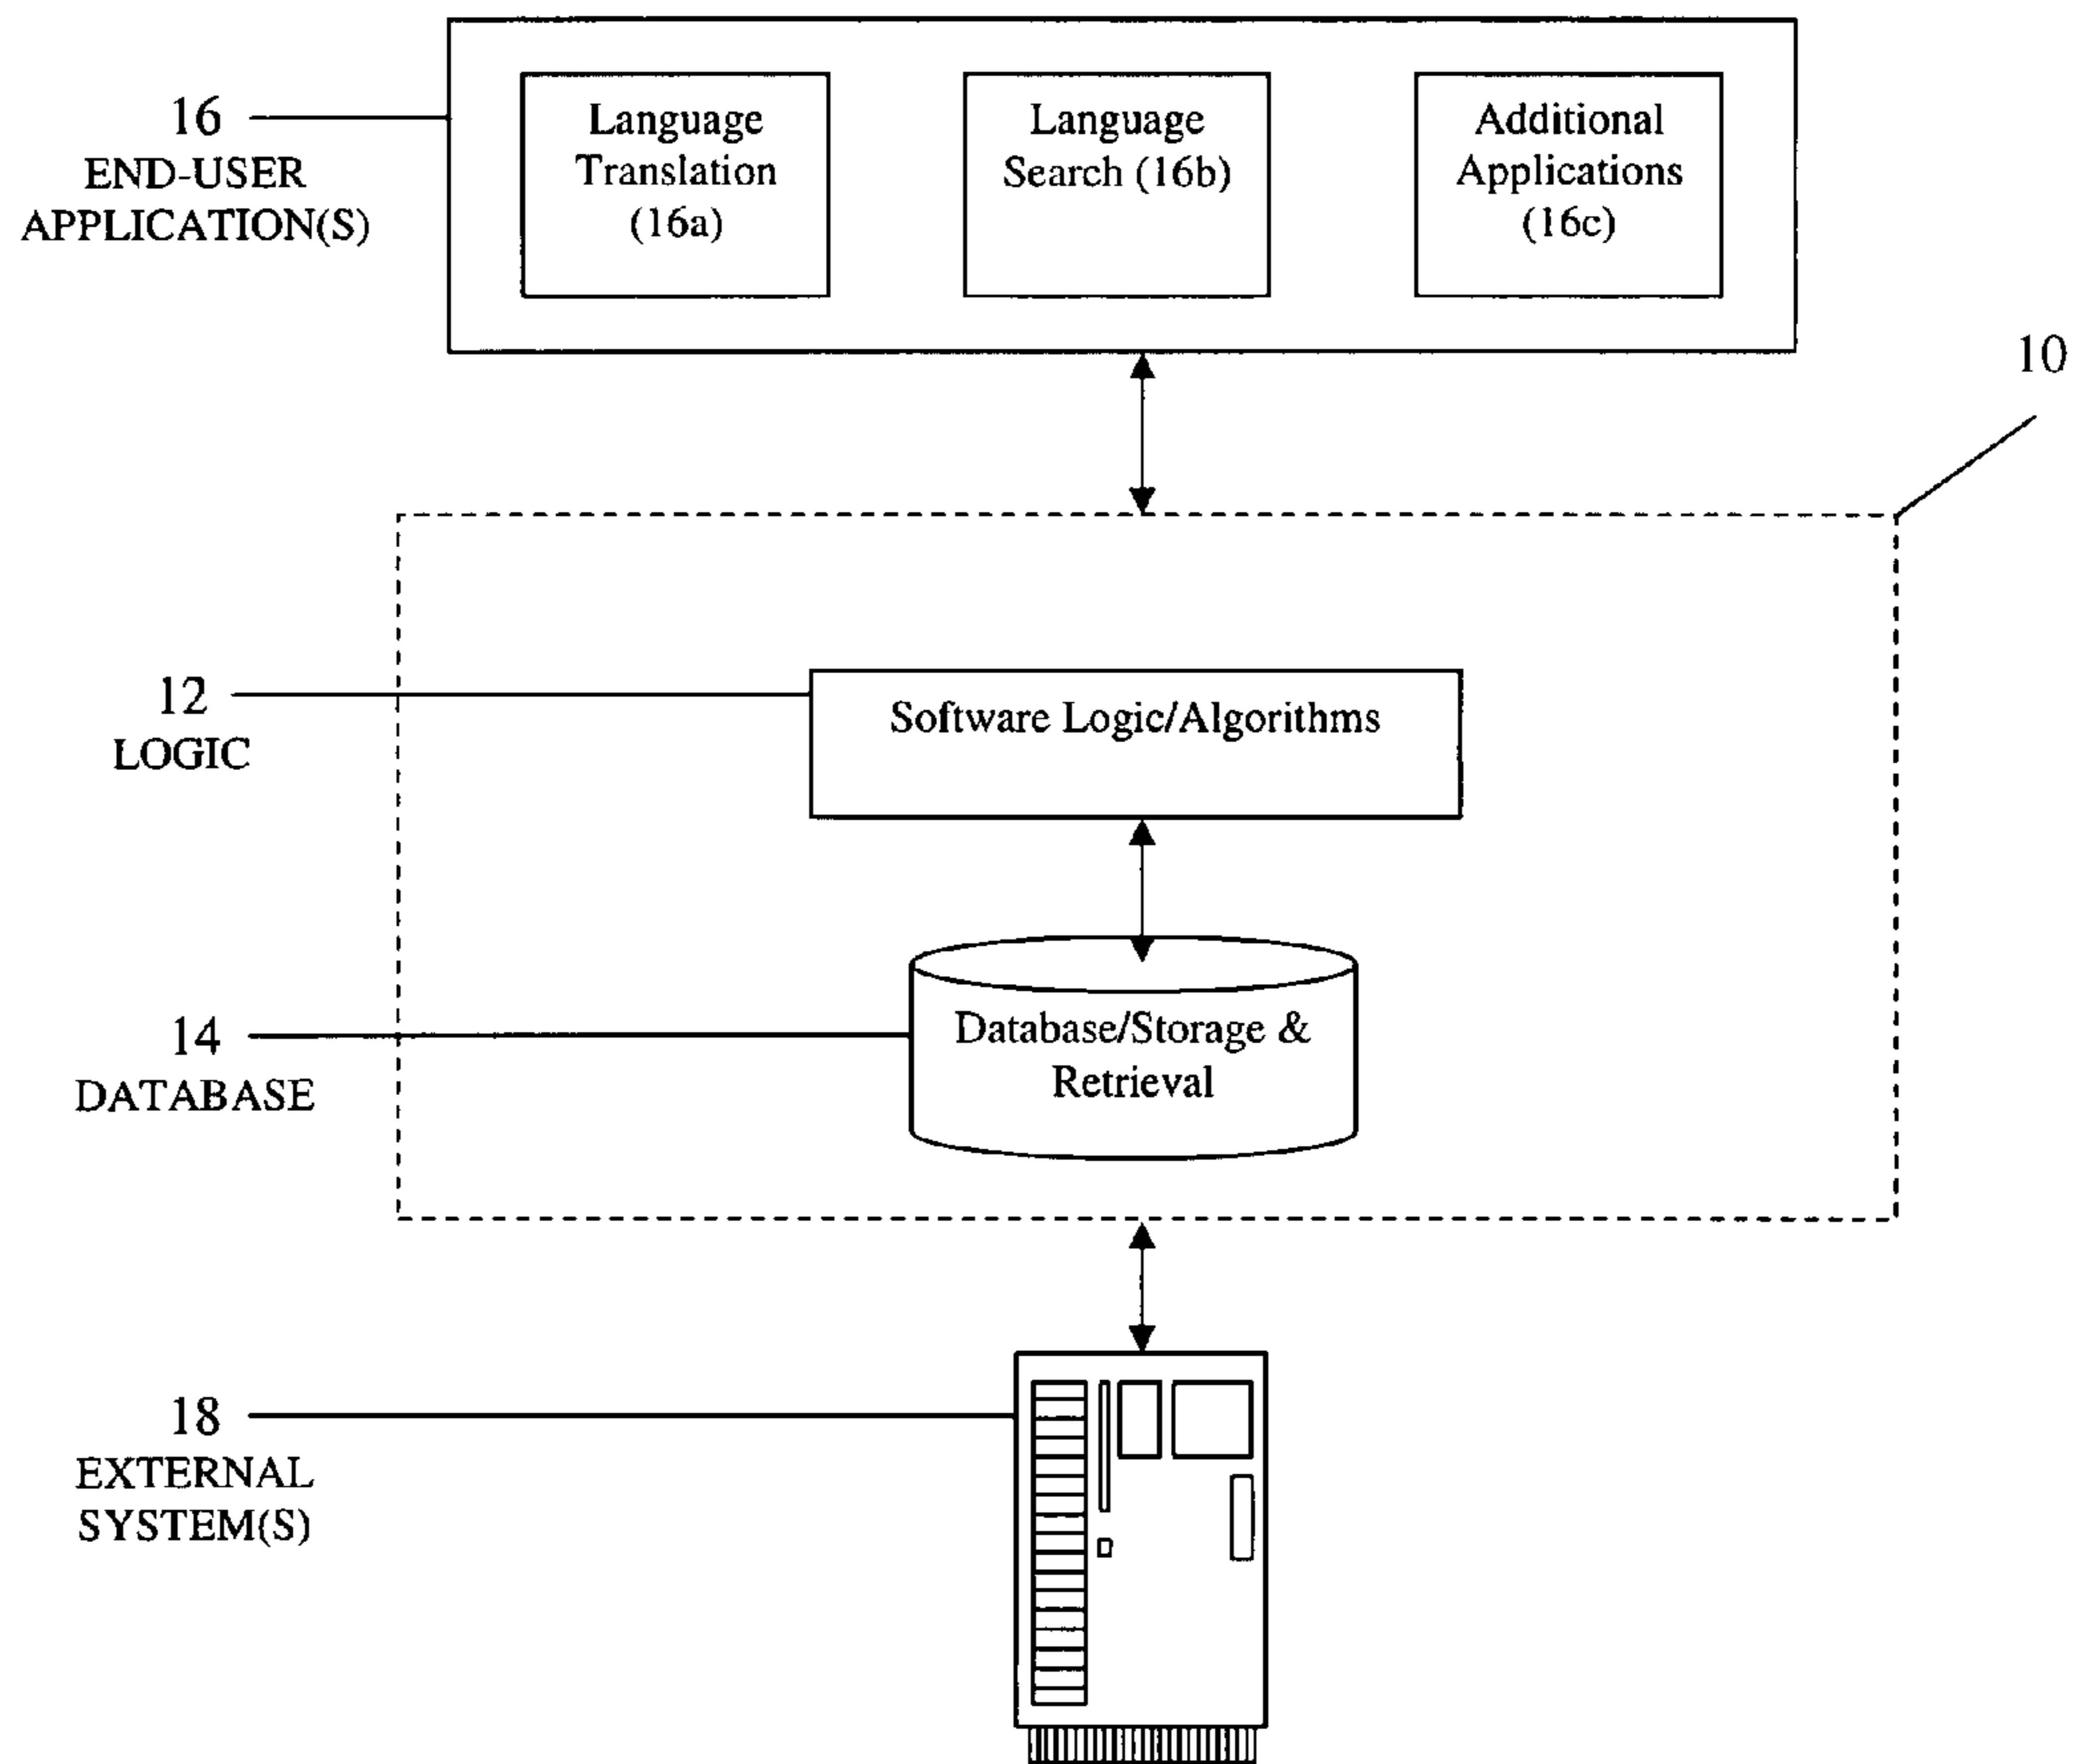 16
END-USER
APPLICATION(S)
Language
Translation
(16a)
Language
Search (16b)
Additional
Applications
(16c)
10
12
LOGIC
Software Logic/Algorithms
14
DATABASE
Database/Storage &
Retrieval
18
EXTERNAL
SYSTEM(S)